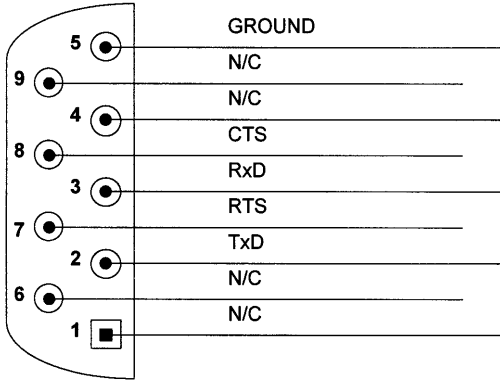 5 GROUND
9 N/C
4 N/C
8 CTS
3 RxD
7 RTS
2 TxD
6 N/C
1 N/C